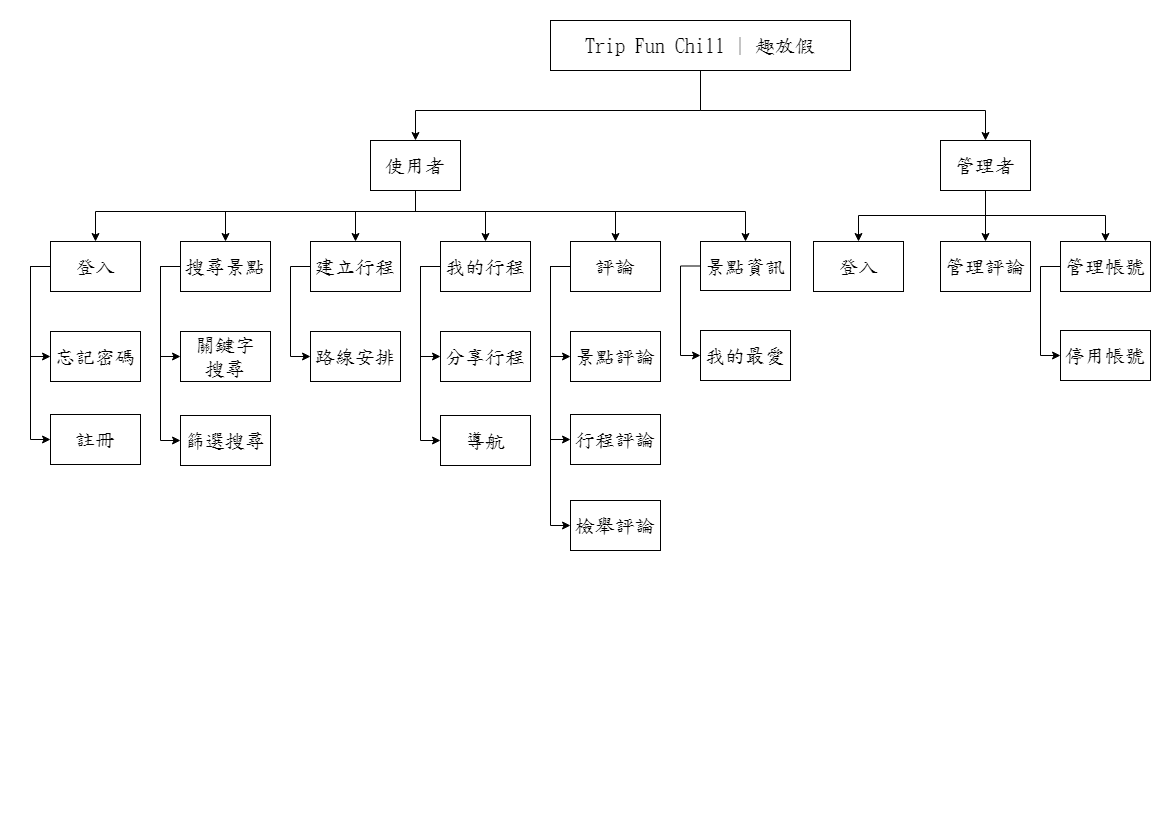 Trip Fun Chill | 趣放假
使用者
管理者
登入
搜尋景點
建立行程
我的行程
評論
景點資訊
登入
管理評論
管理帳號
忘記密碼
關鍵字
搜尋
路線安排
分享行程
景點評論
我的最愛
停用帳號
註冊
篩選搜尋
導航
行程評論
檢舉評論